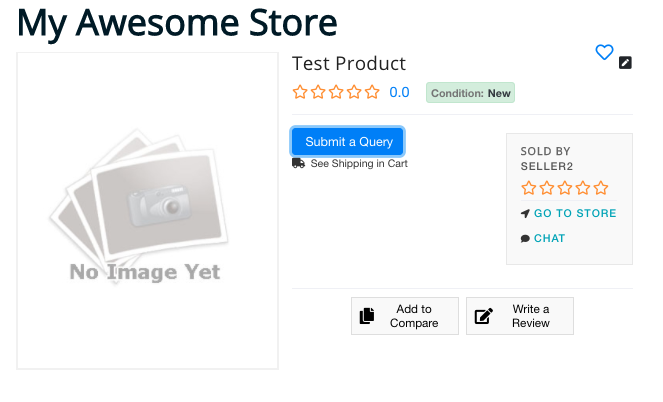 My Awesome Store
Test Product
0.0
Condition: New
Submit a Query
See Shipping in Cart
SOLD BY
SELLER2
GO TO STORE
CHAT
No Image Yet
Add to
Compare
Write a
Review